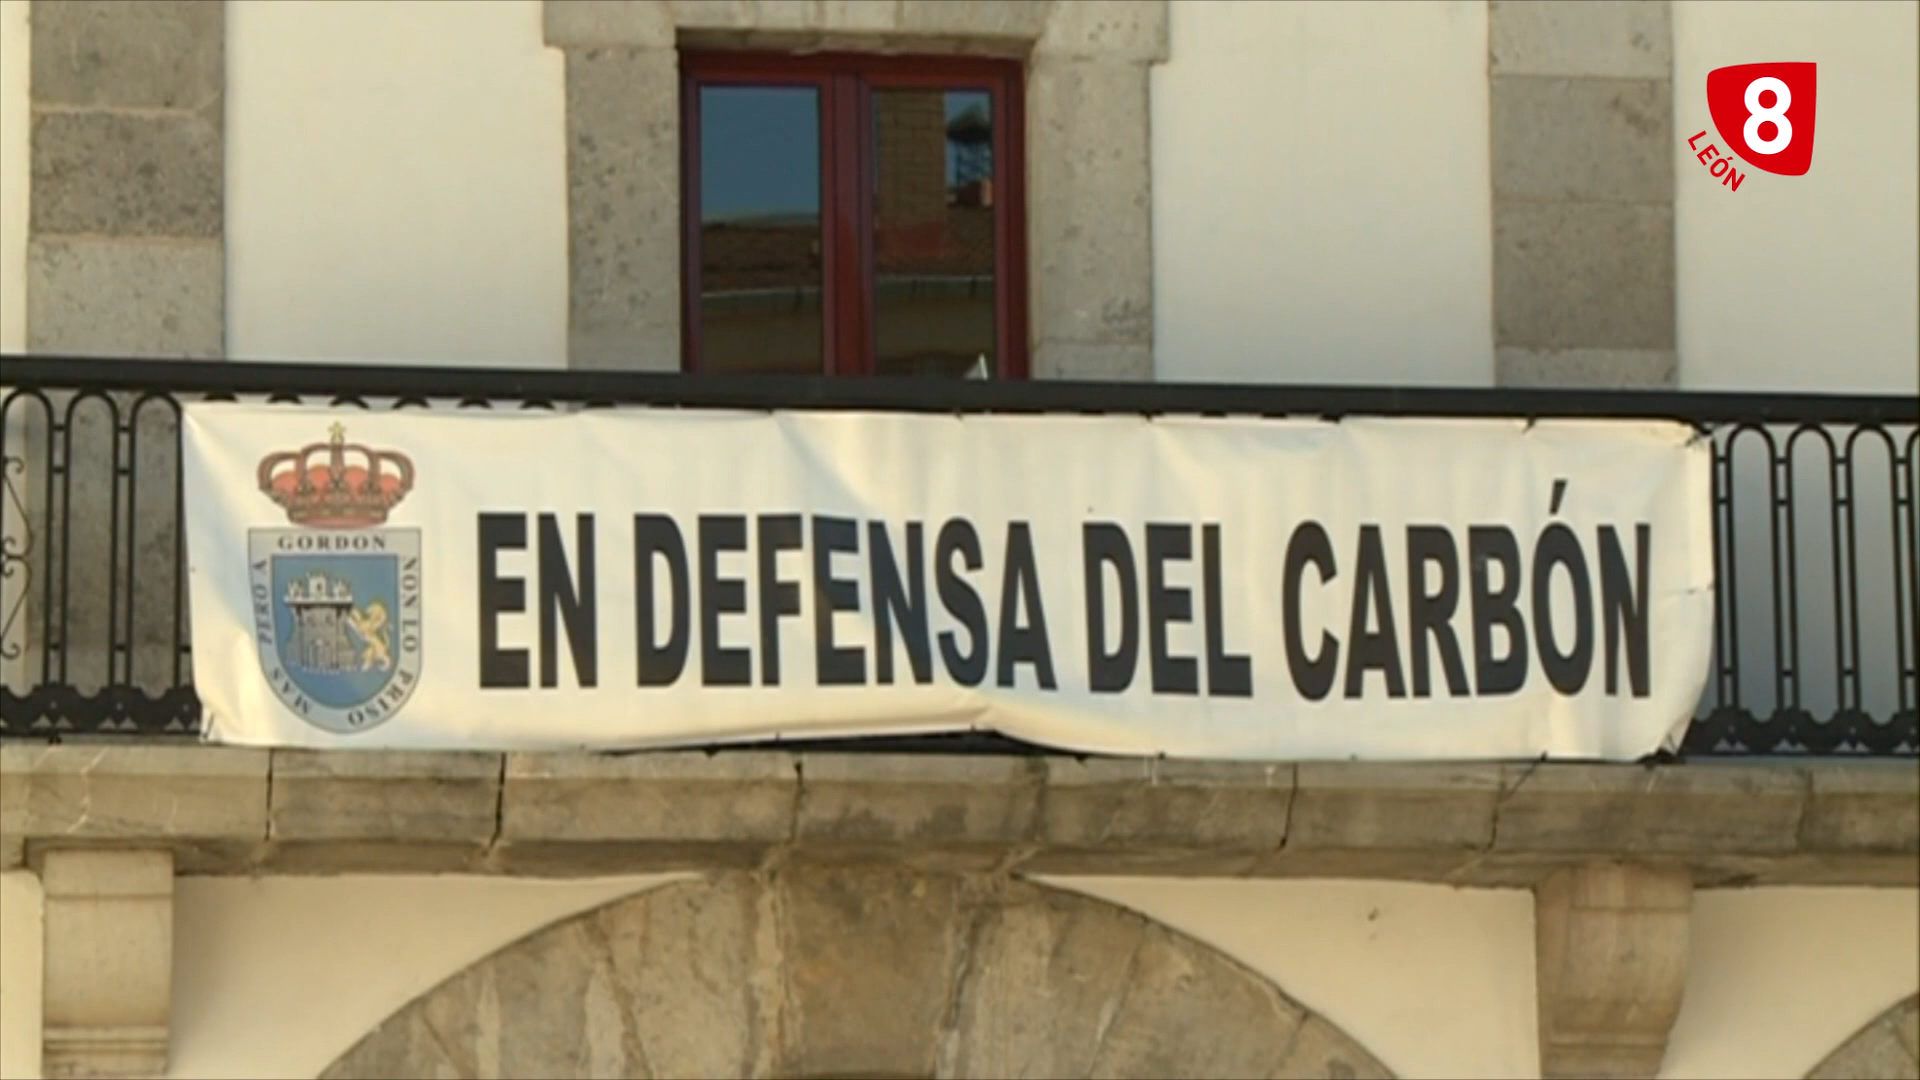 8
LEÓN
GORDON
PERO A
NON LO PRISO
MAS
EN DEFENSA DEL CARBÓN